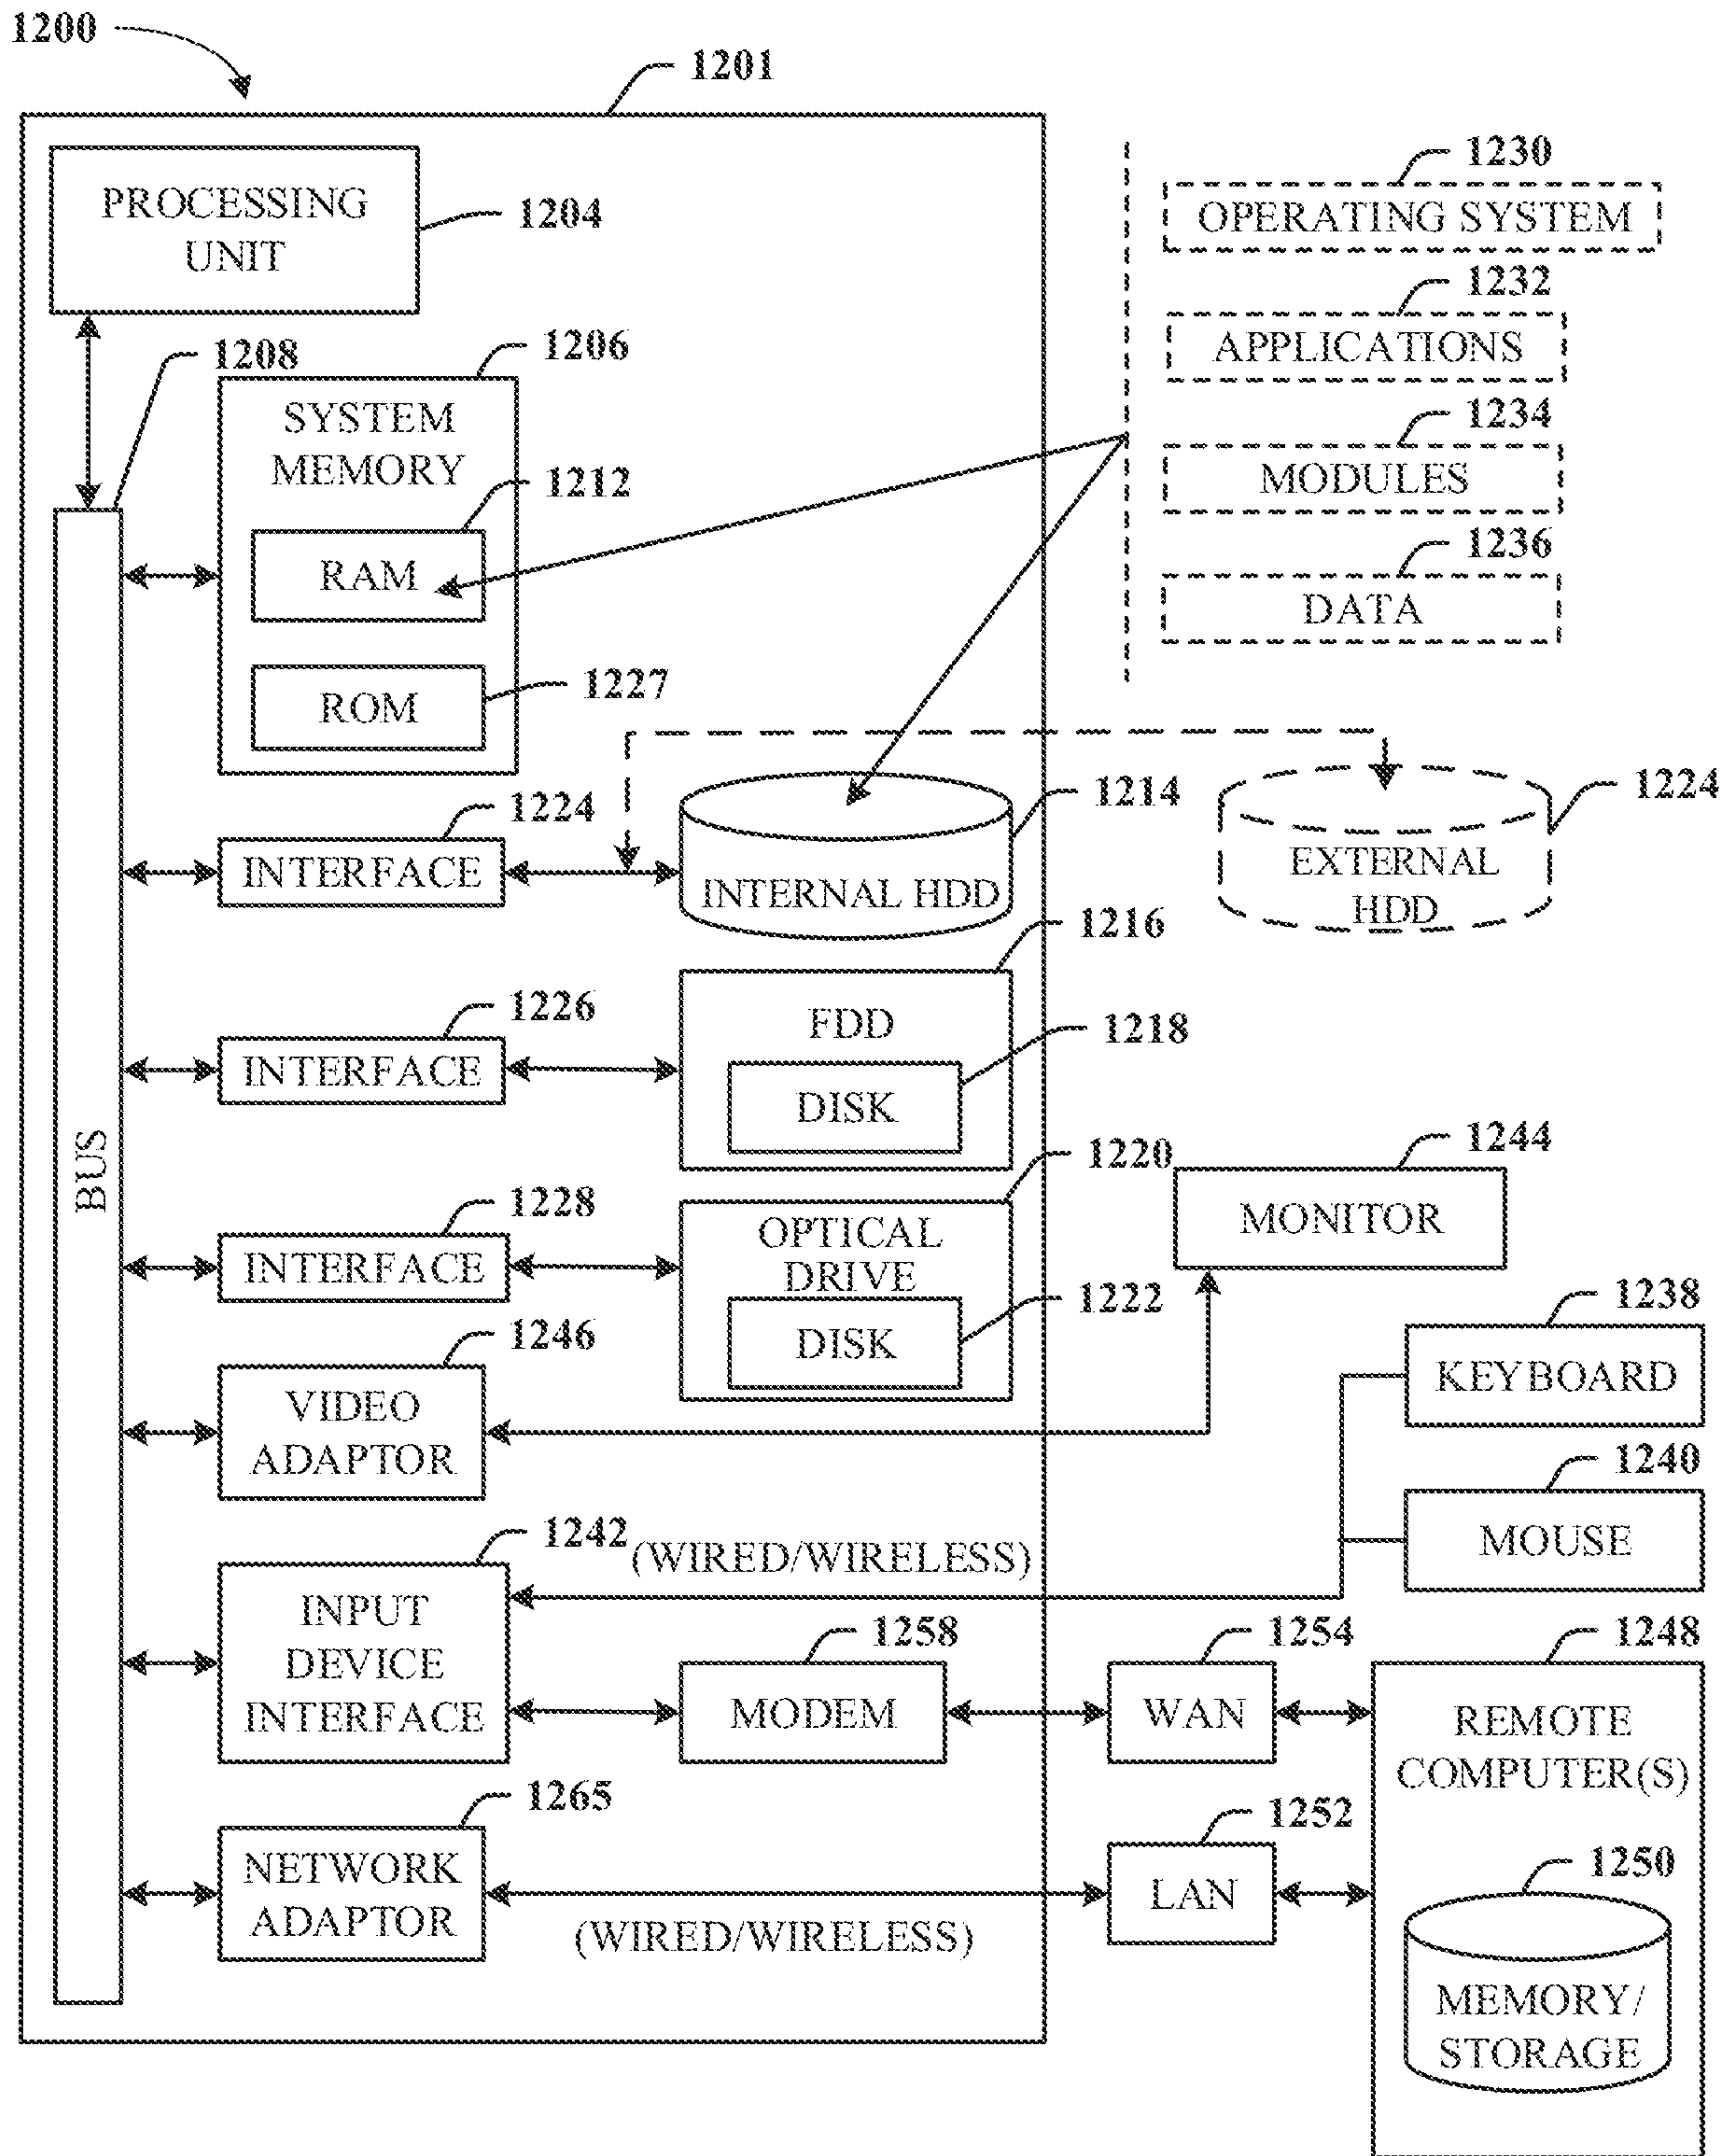 1200
1201
PROCESSING
UNIT
1204
1208
1206
SYSTEM
MEMORY
1212
RAM
ROM
1227
1230
OPERATING SYSTEM
1232
APPLICATIONS
1234
MODULES
1236
DATA
BUS
1224
INTERFACE
1214
INTERNAL HDD
1224
EXTERNAL
HDD
1226
INTERFACE
1216
FDD
1218
DISK
1228
INTERFACE
1220
OPTICAL
DRIVE
1222
DISK
1244
MONITOR
1246
VIDEO
ADAPTOR
1238
KEYBOARD
1240
MOUSE
1242
(WIRED/WIRELESS)
INPUT
DEVICE
INTERFACE
1258
MODEM
1254
WAN
1248
REMOTE
COMPUTER(S)
1265
NETWORK
ADAPTOR
(WIRED/WIRELESS)
1252
LAN
1250
MEMORY/
STORAGE